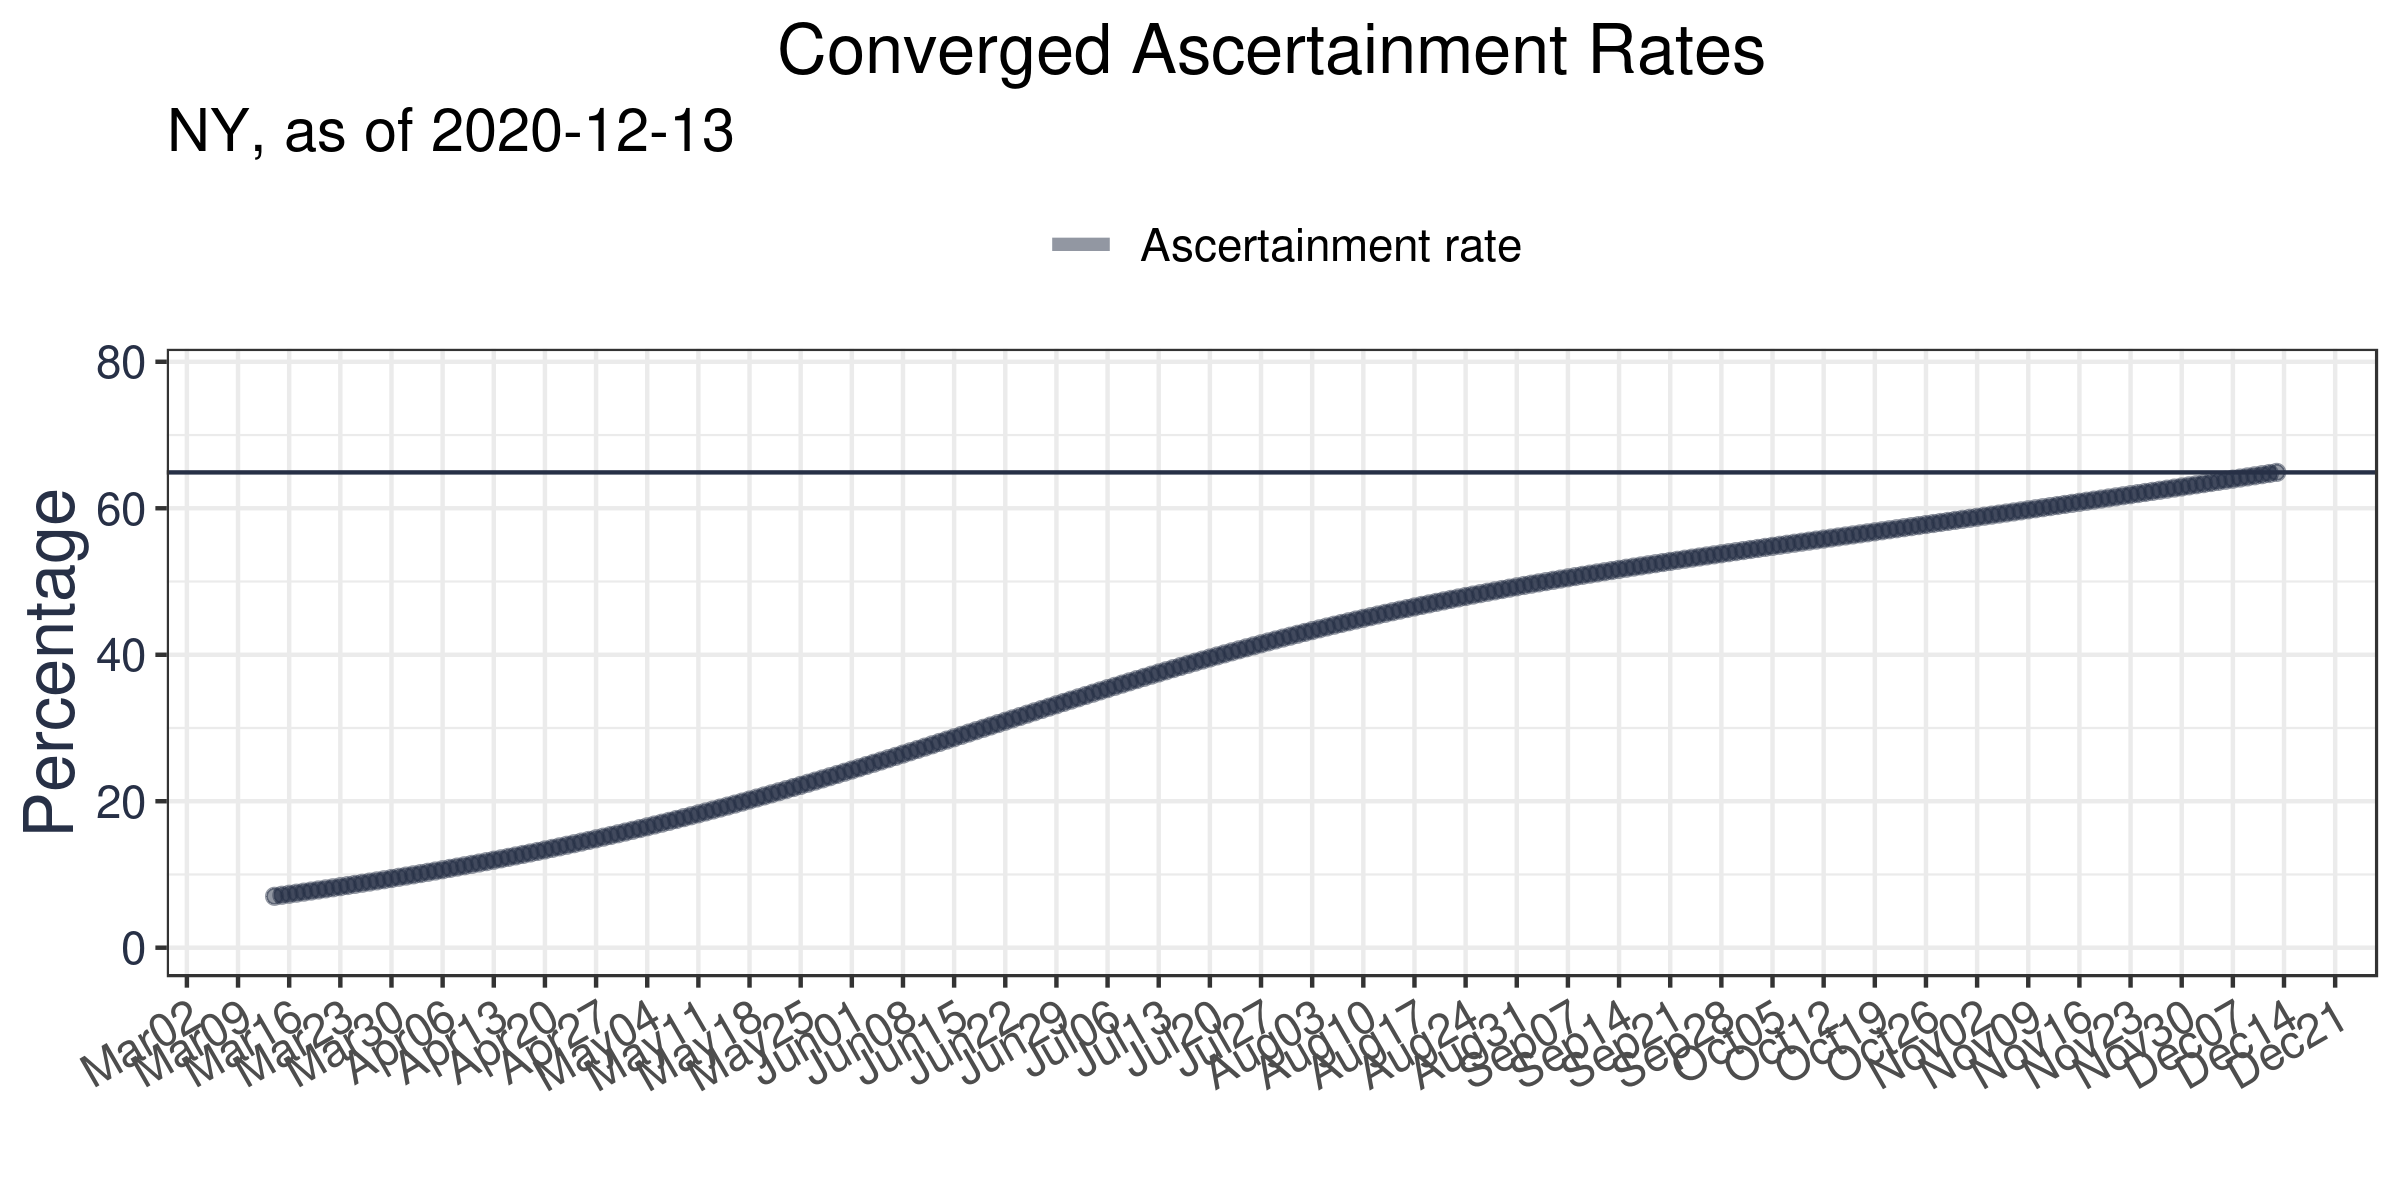 Converged Ascertainment Rates
NY, as of 2020-12-13
Ascertainment rate
Percentage
80
60
40
20
0
Mar02
Mar09
Mar16
Mar23
Mar30
Apr06
Apr13
Apr20
Apr27
May04
May11
May18
May25
Jun01
Jun08
Jun15
Jun22
Jun29
Jul06
Jul13
Jul20
Jul27
Aug03
Aug10
Aug17
Aug24
Aug31
Sep07
Sep14
Sep21
Sep28
Oct05
Oct12
Oct19
Oct26
Nov02
Nov09
Nov16
Nov23
Nov30
Dec07
Dec14
Dec21